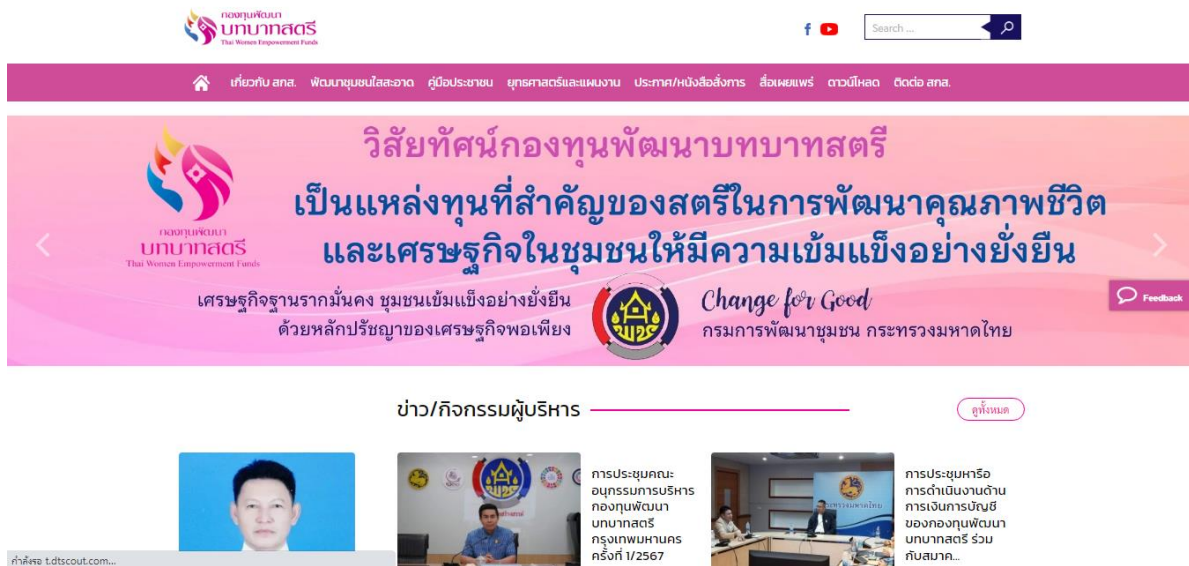 กองทุนพัฒนา
บทบาทสตรี
Thai Women Empowerment Funds
Search ...
เกี่ยวกับ สกส. พัฒนาชุมชนใสสะอาด คู่มือประชาชน ยุทธศาสตร์และแผนงาน ประกาศ/หนังสือสั่งการ สื่อเผยแพร่ ดาวน์โหลด ติดต่อ สกส.
วิสัยทัศน์กองทุนพัฒนาบทบาทสตรี
เป็นแหล่งทุนที่สำคัญของสตรีในการพัฒนาคุณภาพชีวิต
และเศรษฐกิจในชุมชนให้มีความเข้มแข็งอย่างยั่งยืน
กองทุนพัฒนา
บทบาทสตรี
Thai Women Empowerment Funds
เศรษฐกิจฐานรากมั่นคง ชุมชนเข้มแข็งอย่างยั่งยืน
ด้วยหลักปรัชญาของเศรษฐกิจพอเพียง
พช
Change for Good
กรมการพัฒนาชุมชน กระทรวงมหาดไทย
Feedback
ข่าว/กิจกรรมผู้บริหาร
ดูทั้งหมด
การประชุมคณะ
อนุกรรมการบริหาร
กองทุนพัฒนา
บทบาทสตรี
กรุงเทพมหานคร
ครั้งที่ 1/2567
กระทรวงมหาดไทย
การประชุมหารือ
การดำเนินงานด้าน
การเงินการบัญชี
ของกองทุนพัฒนา
บทบาทสตรี ร่วม
กับสมาค...
กำลังรอ t.dtscout.com...